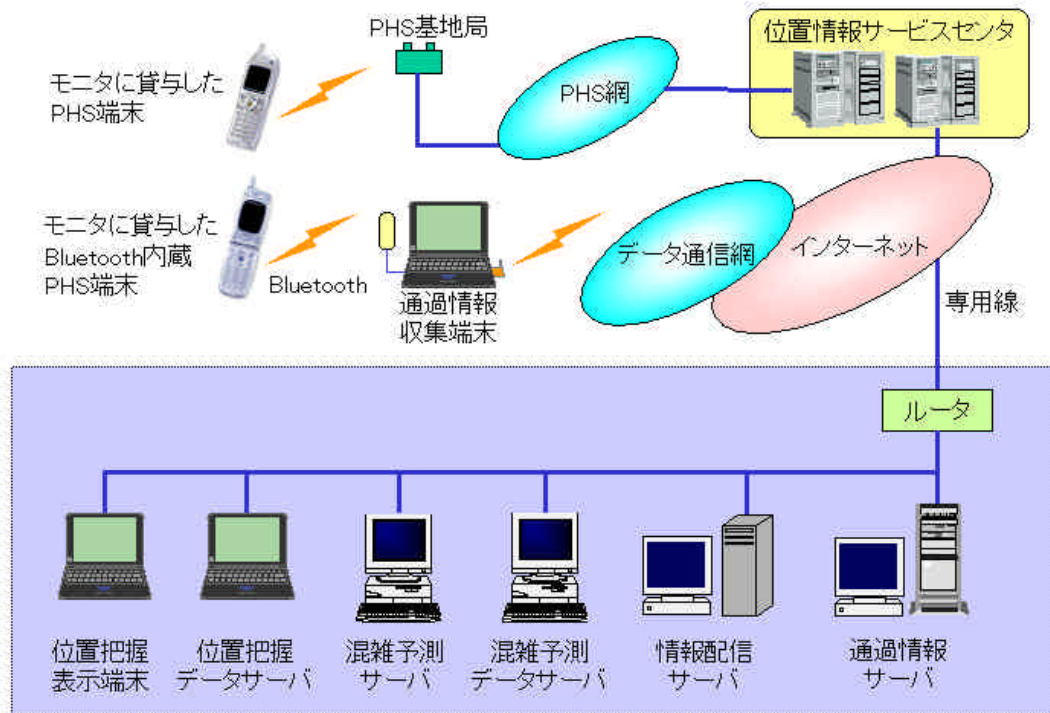 PHS基地局
位置情報サービスセンタ
モニタに貸与した
PHS端末
PHS網
モニタに貸与した
Bluetooth内蔵
PHS端末
Bluetooth
通過情報
収集端末
データ通信網
インターネット
専用線
ルータ
位置把握
表示端末
位置把握
データサーバ
混雑予測
サーバ
混雑予測
データサーバ
情報配信
サーバ
通過情報
サーバ